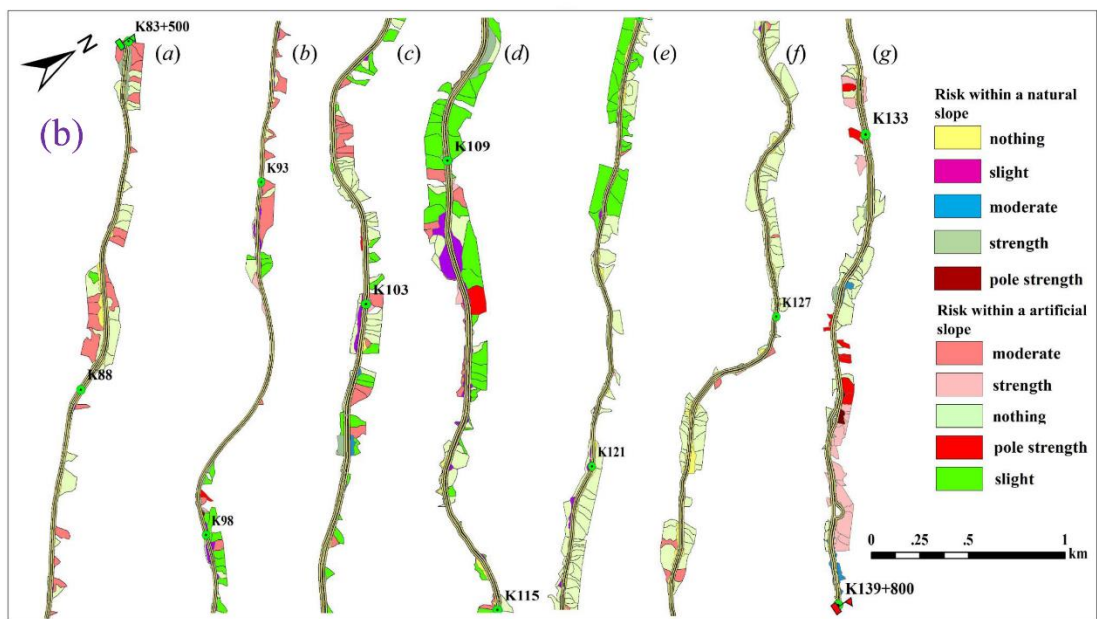 K83+500
N
(a)
(b)
(c)
(d)
(e)
(f)
(g)
(b)
K88
K93
K98
K103
K109
K115
K121
K127
K133
K139+800
Risk within a natural
slope
nothing
slight
moderate
strength
pole strength
Risk within a artificial
slope
moderate
strength
nothing
pole strength
slight
0 .25 .5 1
km